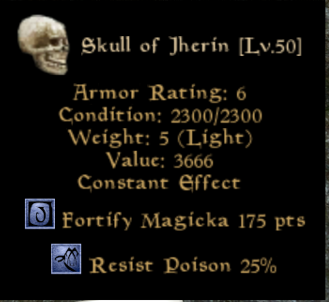 Skull of Jherin [Lv.50]
Armor Rating: 6
Condition: 2300/2300
Weight: 5 (Light)
Value: 3666
Constant Effect
Fortify Magicka 175 pts
Resist Poison 25%